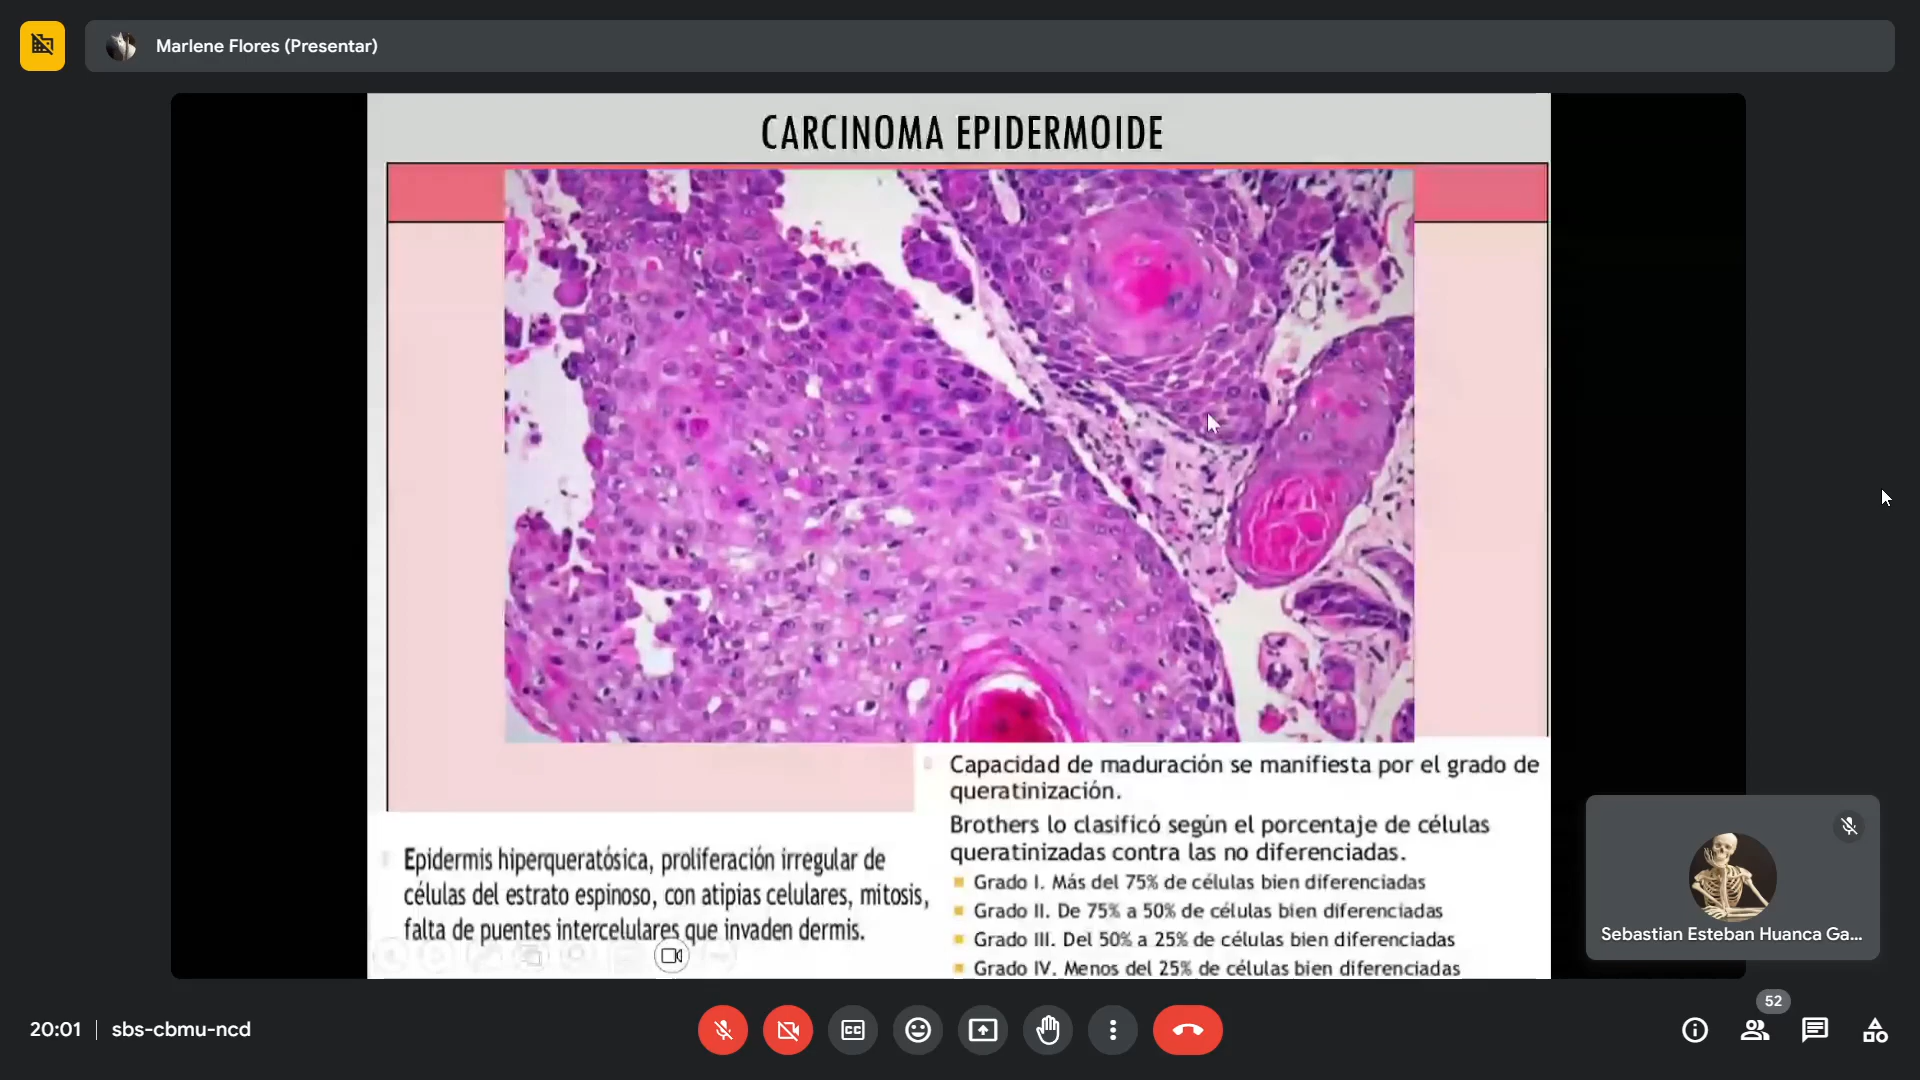 Marlene Flores (Presentar)
CARCINOMA EPIDERMOIDE
Epidermis hiperqueratósica, proliferación irregular de
células del estrato espinoso, con atipias celulares, mitosis,
falta de puentes intercelulares que invaden dermis.
Capacidad de maduración se manifiesta por el grado de
queratinización.
Brothers lo clasificó según el porcentaje de células
queratinizadas contra las no diferenciadas.
Grado I. Más del 75% de células bien diferenciadas
Grado II. De 75% a 50% de células bien diferenciadas
Grado III. Del 50% a 25% de células bien diferenciadas
Grado IV. Menos del 25% de células bien diferenciadas
Sebastian Esteban Huanca Ga...
20:01 | sbs-cbmu-ncd
CC
52